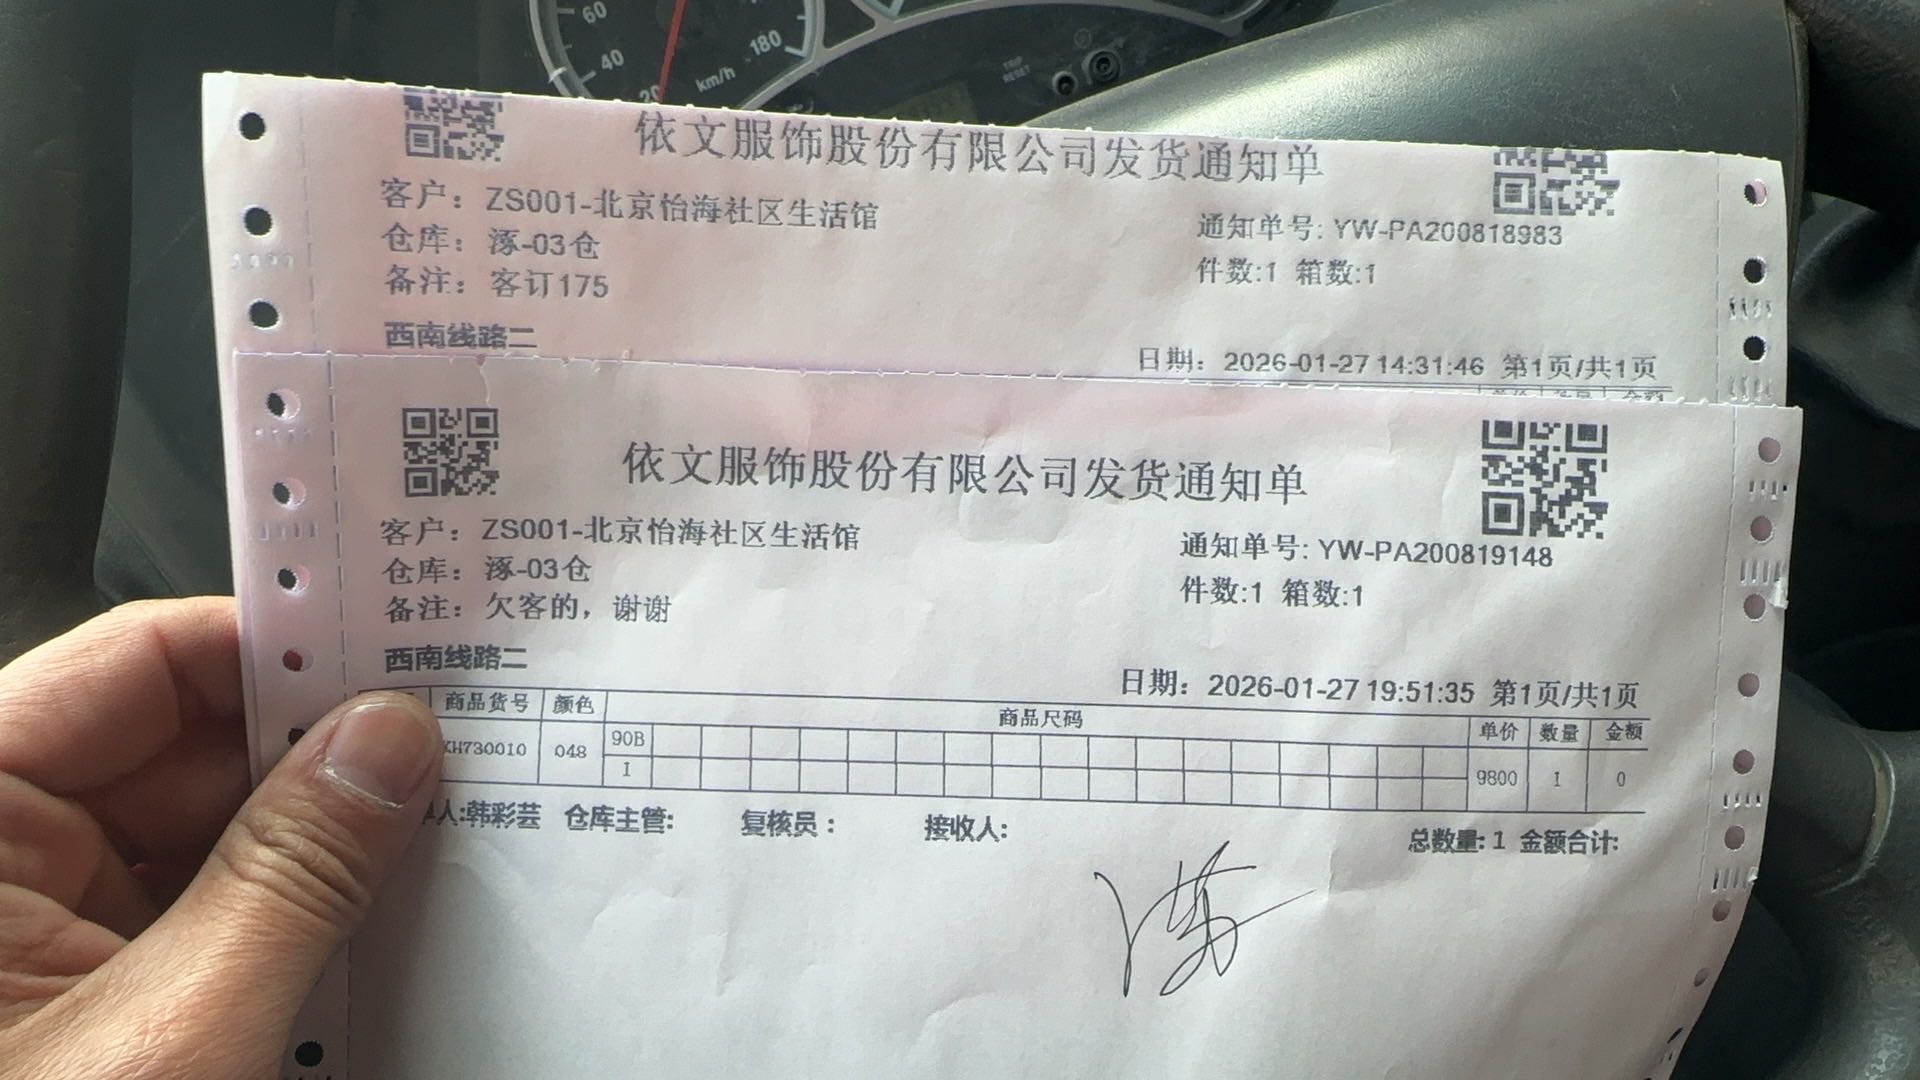 60
40
20
180
km/h
TRIP
RESET
依文服饰股份有限公司发货通知单
客户：ZS001-北京怡海社区生活馆
通知单号: YW-PA200818983
仓库：涿-03仓
件数:1 箱数:1
备注：客订175
西南线路二
日期：2026-01-27 14:31:46 第1页/共1页
依文服饰股份有限公司发货通知单
客户：ZS001-北京怡海社区生活馆
通知单号: YW-PA200819148
仓库：涿-03仓
件数:1 箱数:1
备注：欠客的，谢谢
西南线路二
日期：2026-01-27 19:51:35 第1页/共1页
商品货号 颜色 商品尺码 单价 数量 金额
KH730010 048 90B 9800 1 0
1
人:韩彩芸 仓库主管: 复核员： 接收人:
总数量: 1 金额合计: